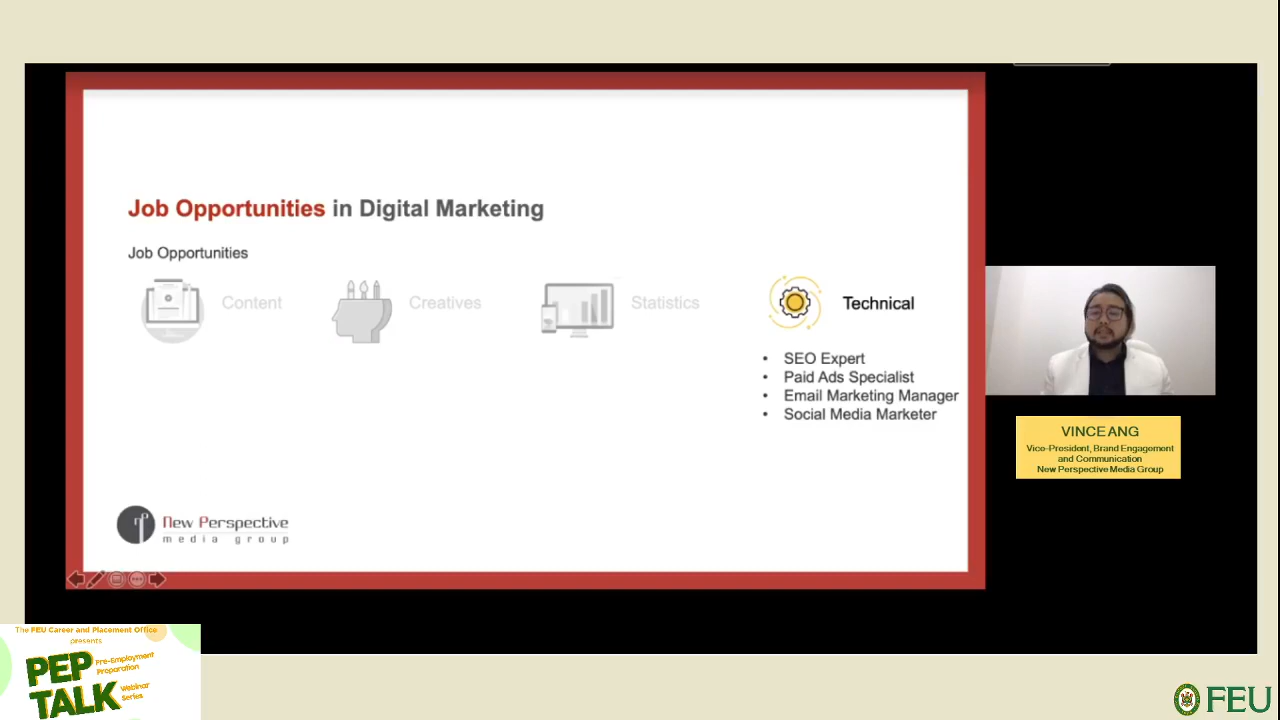 Job Opportunities in Digital Marketing
Job Opportunities
Content
Creatives
Statistics
Technical
• SEO Expert
• Paid Ads Specialist
• Email Marketing Manager
• Social Media Marketer
New Perspective
media group
VINCE ANG
Vice-President, Brand Engagement
and Communication
New Perspective Media Group
The FEU Career and Placement Office
presents
PEP
TALK
Pre-Employment
Preparation
Webinar
Series
FEU